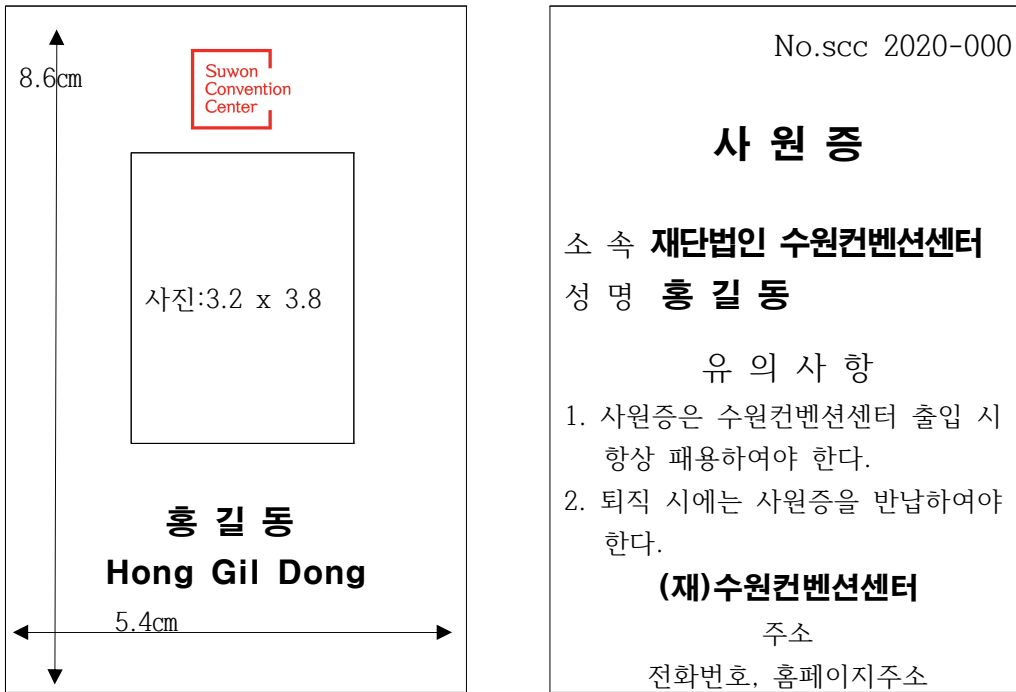 8.6cm
Suwon
Convention
Center
사진:3.2 x 3.8
홍 길 동
Hong Gil Dong
5.4cm
No.scc 2020-000
사 원 증
소 속 재단법인 수원컨벤션센터
성 명 홍 길 동
유 의 사 항
1. 사원증은 수원컨벤션센터 출입 시
항상 패용하여야 한다.
2. 퇴직 시에는 사원증을 반납하여야
한다.
(재)수원컨벤션센터
주소
전화번호, 홈페이지주소